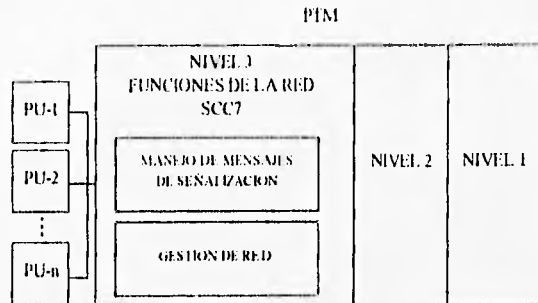 PTM
NIVEL 3
FUNCIONES DE LA RED
SCC7
PU-1
MANEJO DE MENSAJES
DE SEÑALIZACION
PU-2
NIVEL 2
NIVEL 1
GESTION DE RED
PU-n